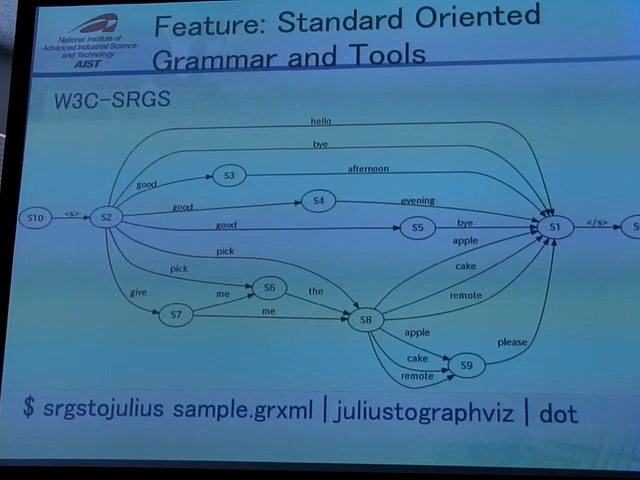 National Institute of
Advanced Industrial Science
and Technology
AIST
Feature: Standard Oriented
Grammar and Tools
W3C-SRGS
hello
bye
good
S3
afternoon
good
S4
evening
S10
<s>
S2
good
S5
bye
S1
</s>
pick
apple
pick
cake
give
me
S6
the
remote
S7
me
S8
apple
please
cake
S9
remote
$ srgstojulius sample.grxml | juliustographviz | dot